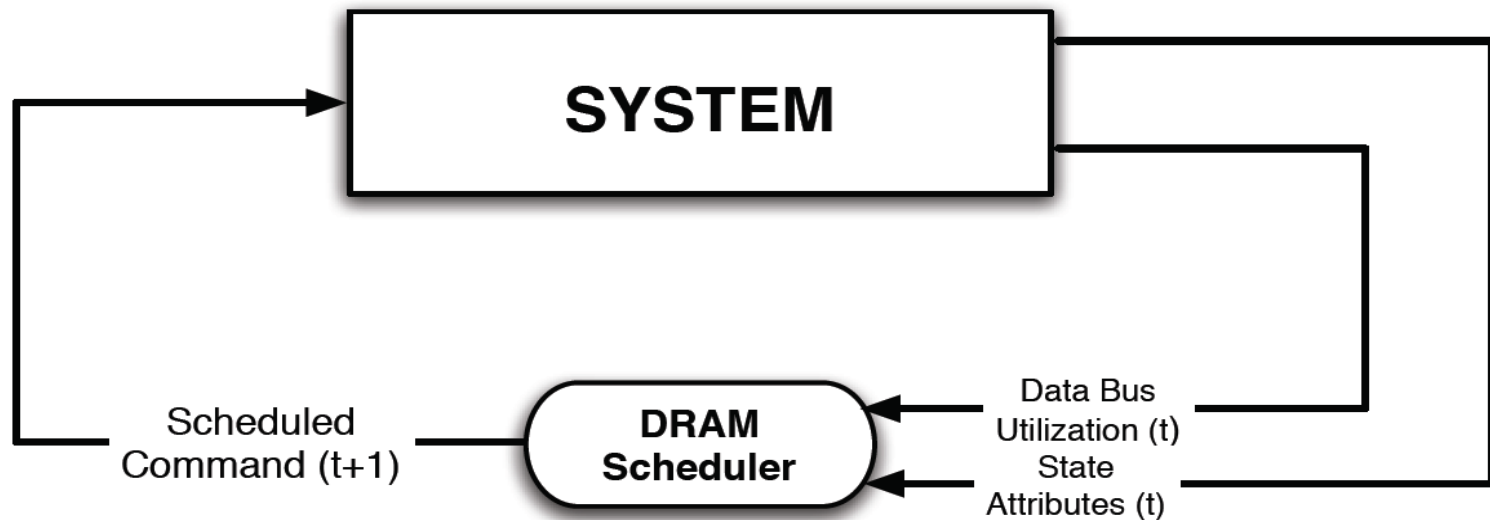 SYSTEM
Scheduled
Command (t+1)
DRAM
Scheduler
Data Bus
Utilization (t)
State
Attributes (t)